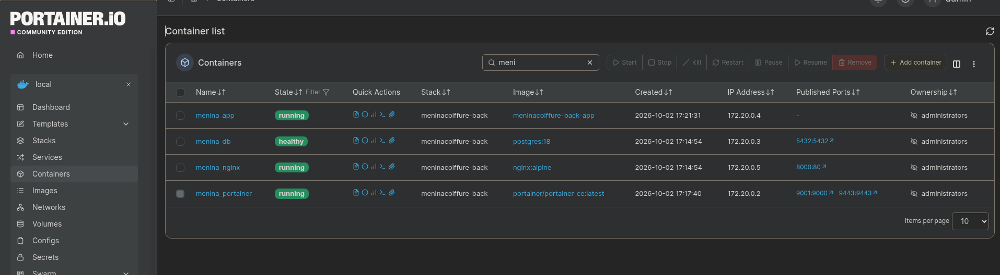 Containers
admin
PORTAINER.iO
COMMUNITY EDITION
Home
local
Dashboard
Templates
Stacks
Services
Containers
Images
Networks
Volumes
Configs
Secrets
Swarm
Container list
Containers
meni
Start Stop Kill Restart Pause Resume Remove
+ Add container
Name State Filter Quick Actions Stack Image Created IP Address Published Ports Ownership
menina_app running meninacoiffure-back meninacoiffure-back-app 2026-10-02 17:21:31 172.20.0.4 - administrators
menina_db healthy meninacoiffure-back postgres:18 2026-10-02 17:14:54 172.20.0.3 5432:5432 administrators
menina_nginx running meninacoiffure-back nginx:alpine 2026-10-02 17:14:54 172.20.0.5 8000:80 administrators
menina_portainer running meninacoiffure-back portainer/portainer-ce:latest 2026-10-02 17:17:40 172.20.0.2 9001:9000 9443:9443 administrators
Items per page 10